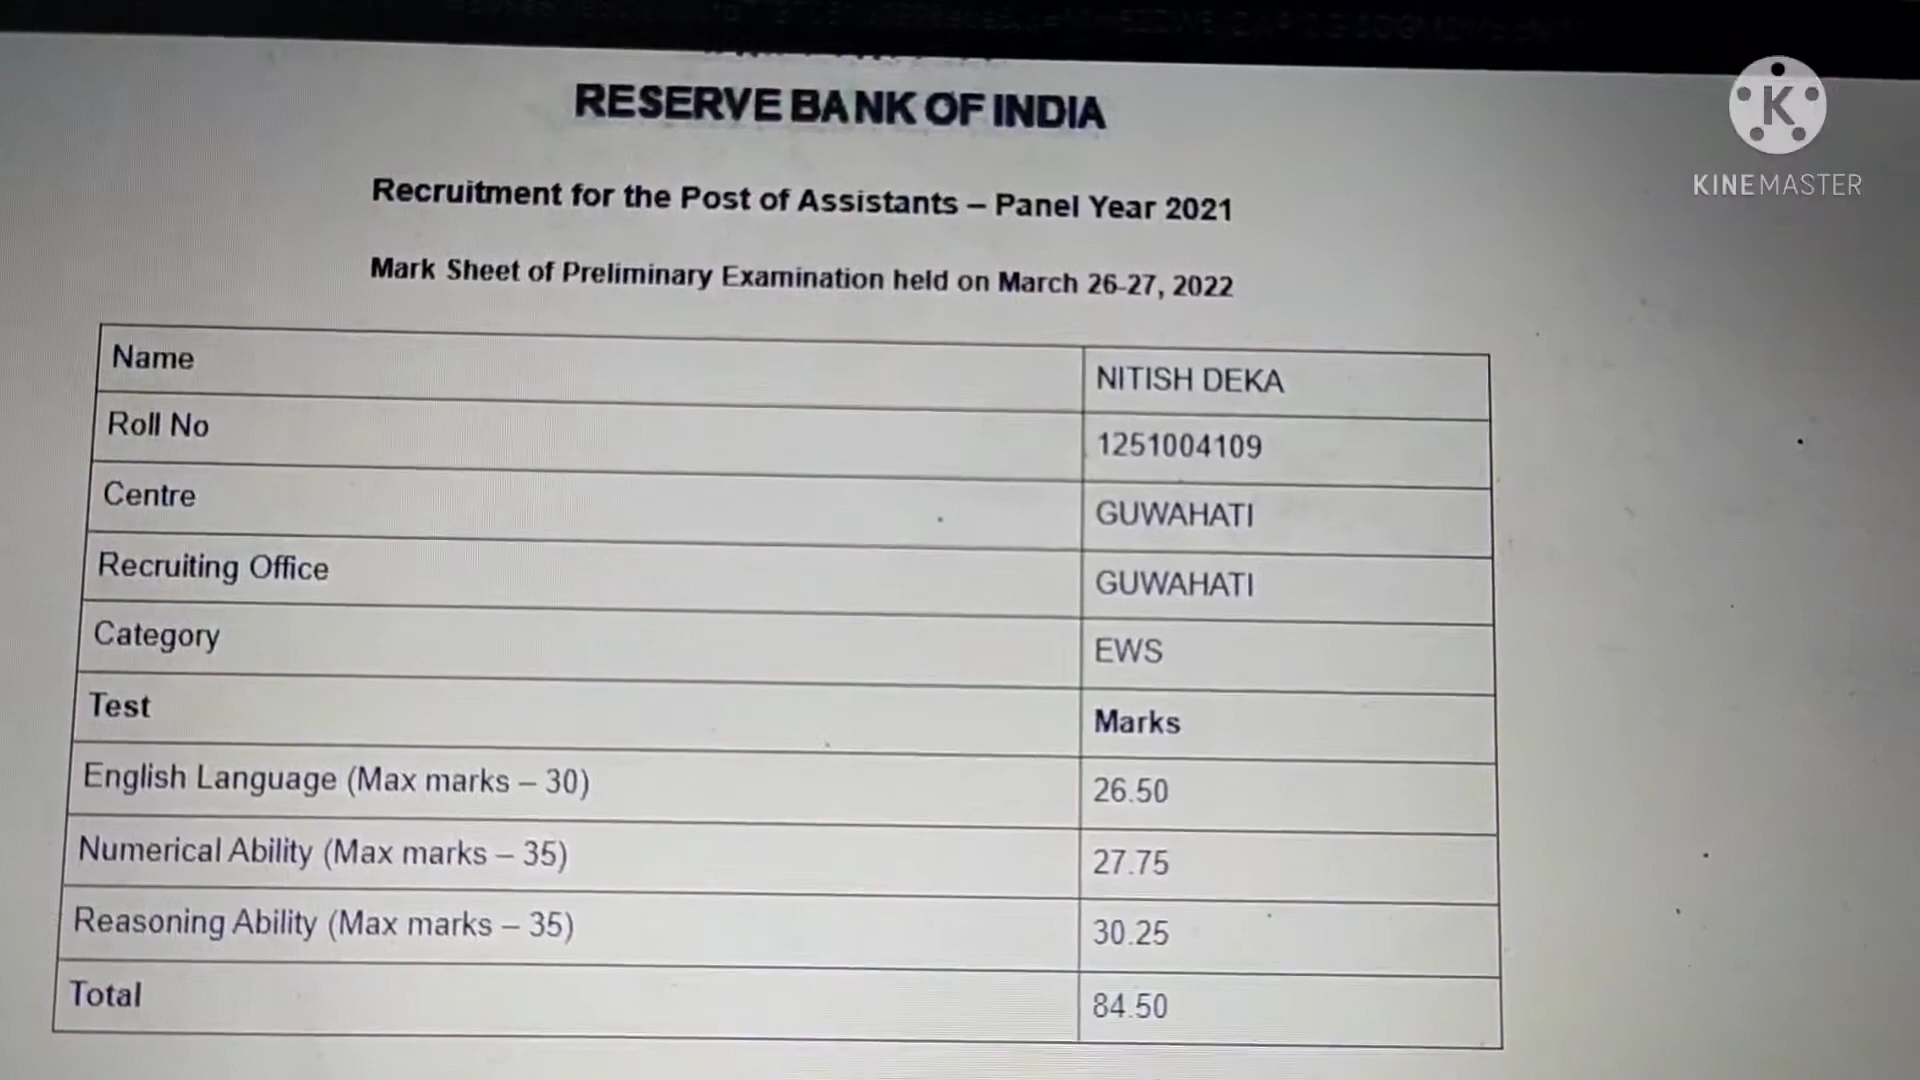 RESERVE BANK OF INDIA
K
KINEMASTER
Recruitment for the Post of Assistants – Panel Year 2021
Mark Sheet of Preliminary Examination held on March 26-27, 2022
Name NITISH DEKA
Roll No 1251004109
Centre GUWAHATI
Recruiting Office GUWAHATI
Category EWS
Test Marks
English Language (Max marks – 30) 26.50
Numerical Ability (Max marks – 35) 27.75
Reasoning Ability (Max marks – 35) 30.25
Total 84.50